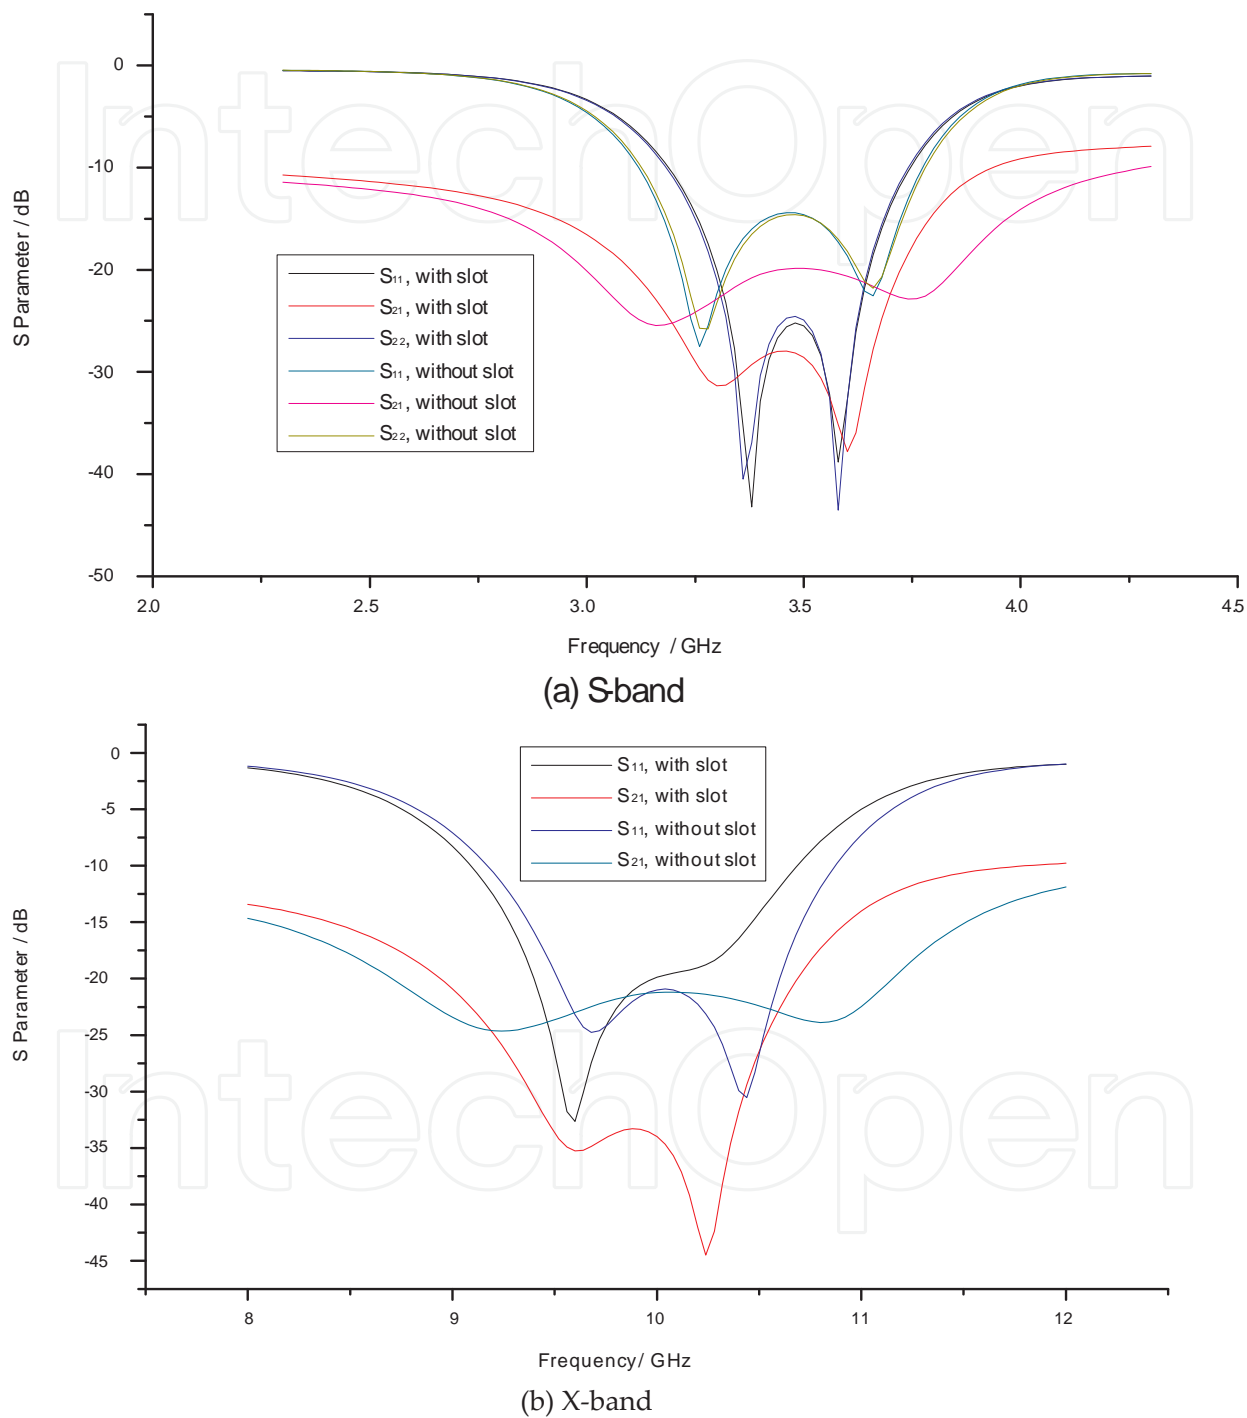 0
-10
-20
-30
-40
-50
S Parameter / dB
S11, with slot
S21, with slot
S22, with slot
S11, without slot
S21, without slot
S22, without slot
2.0
2.5
3.0
3.5
4.0
4.5
Frequency / GHz
(a) S-band
0
-5
-10
-15
-20
-25
-30
-35
-40
-45
S Parameter / dB
S11, with slot
S21, with slot
S11, without slot
S21, without slot
8
9
10
11
12
Frequency/ GHz
(b) X-band
IntechOpen
IntechOpen